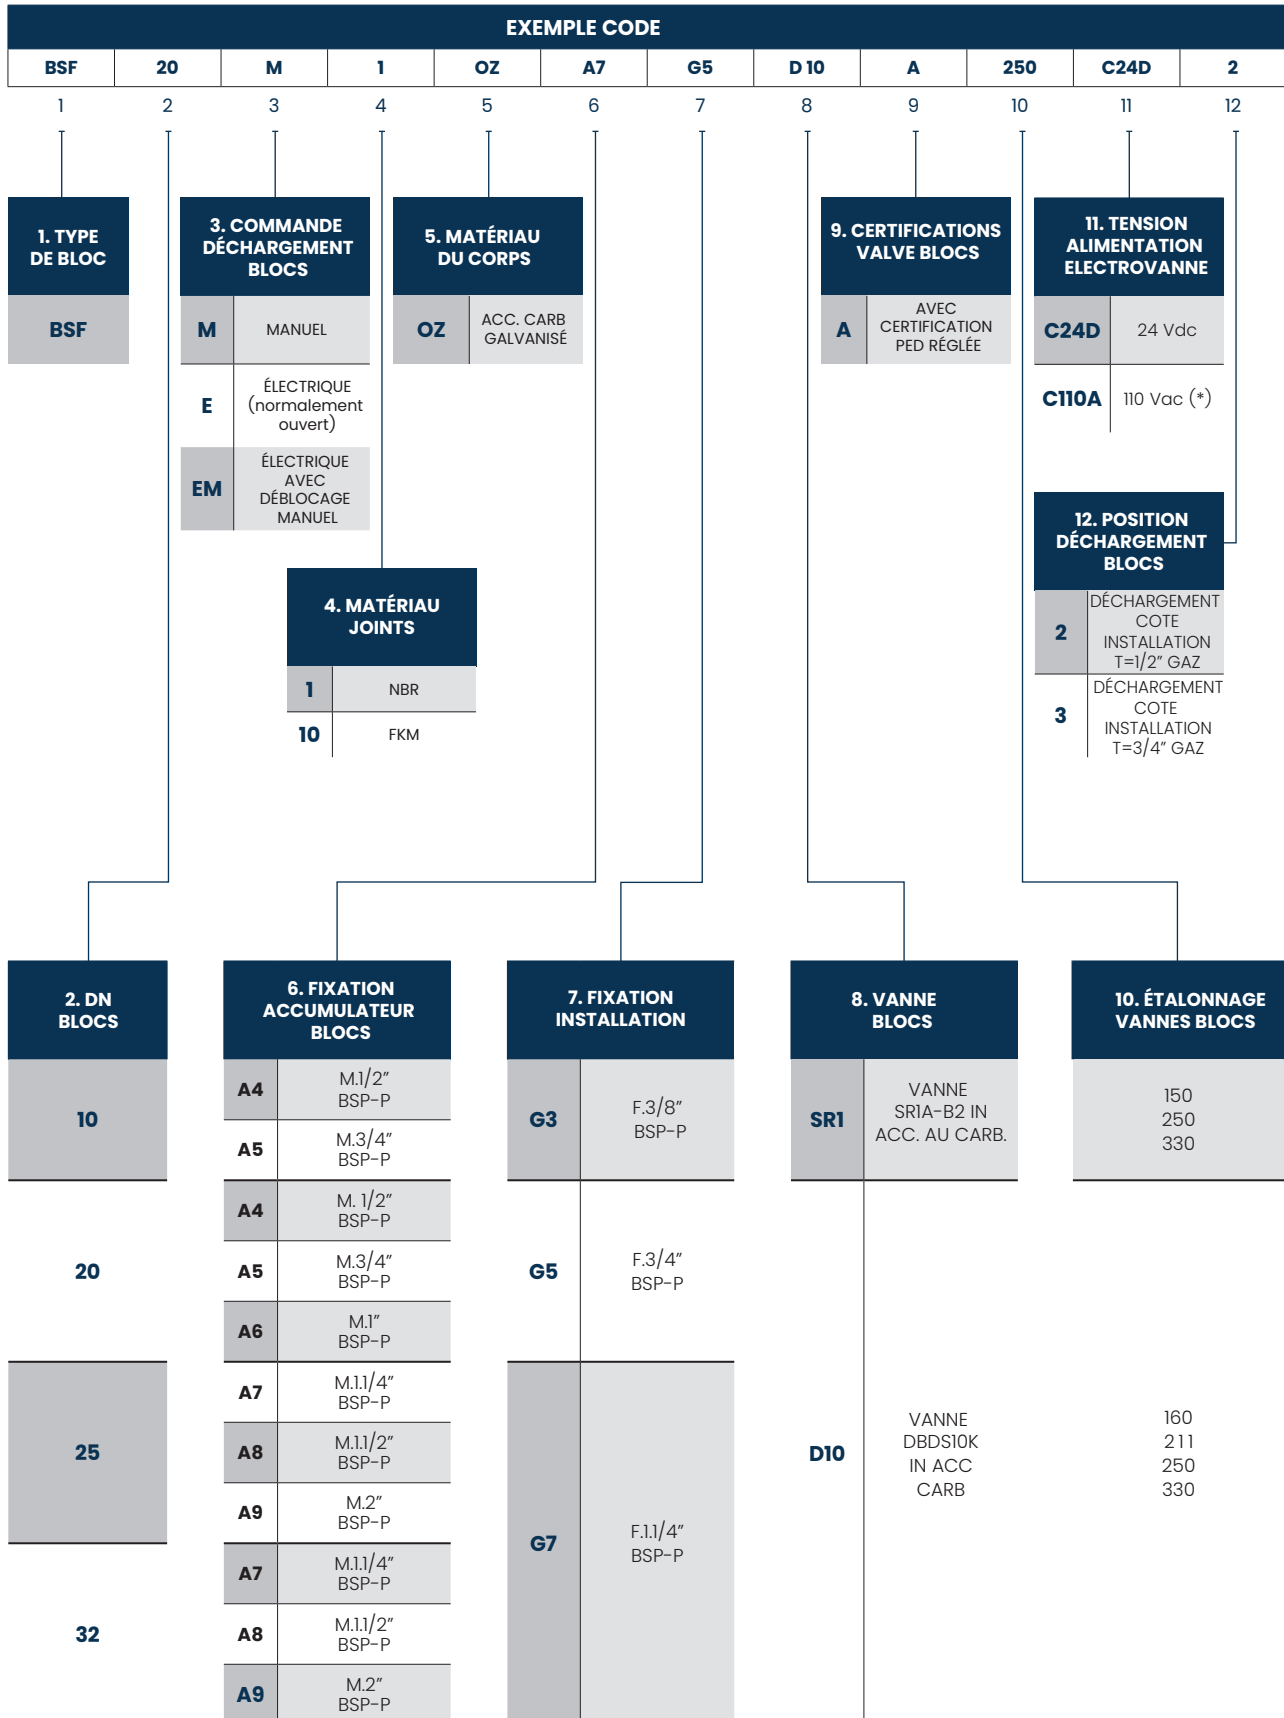 EXEMPLE CODE
BSF 20 M 1 OZ A7 G5 D 10 A 250 C24D 2
1 2 3 4 5 6 7 8 9 10 11 12
1. TYPE
DE BLOC
BSF
3. COMMANDE
DÉCHARGEMENT
BLOCS
M MANUEL
E ÉLECTRIQUE
(normalement
ouvert)
EM ÉLECTRIQUE
AVEC
DÉBLOCAGE
MANUEL
5. MATÉRIAU
DU CORPS
OZ ACC. CARB
GALVANISÉ
9. CERTIFICATIONS
VALVE BLOCS
A AVEC
CERTIFICATION
PED RÉGLÉE
11. TENSION
ALIMENTATION
ELECTROVANNE
C24D 24 Vdc
C110A 110 Vac (*)
4. MATÉRIAU
JOINTS
1 NBR
10 FKM
12. POSITION
DÉCHARGEMENT
BLOCS
2 DÉCHARGEMENT
COTE
INSTALLATION
T=1/2” GAZ
3 DÉCHARGEMENT
COTE
INSTALLATION
T=3/4” GAZ
2. DN
BLOCS
10
20
25
32
6. FIXATION
ACCUMULATEUR
BLOCS
A4 M.1/2”
BSP-P
A5 M.3/4”
BSP-P
A4 M. 1/2”
BSP-P
A5 M.3/4”
BSP-P
A6 M.1”
BSP-P
A7 M.1.1/4”
BSP-P
A8 M.1.1/2”
BSP-P
A9 M.2”
BSP-P
A7 M.1.1/4”
BSP-P
A8 M.1.1/2”
BSP-P
A9 M.2”
BSP-P
7. FIXATION
INSTALLATION
G3 F.3/8”
BSP-P
G5 F.3/4”
BSP-P
G7 F.1.1/4”
BSP-P
8. VANNE
BLOCS
SR1 VANNE
SR1A-B2 IN
ACC. AU CARB.
D10 VANNE
DBDS10K
IN ACC
CARB
10. ÉTALONNAGE
VANNES BLOCS
150
250
330
160
211
250
330